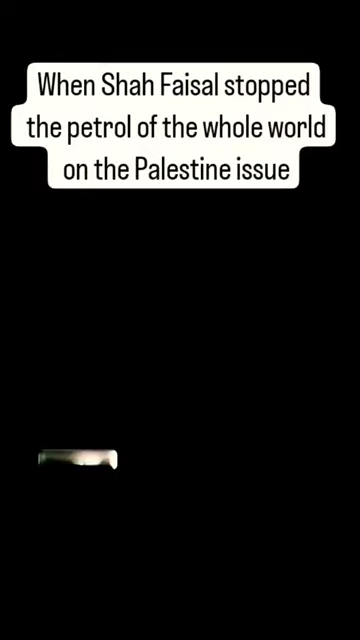 When Shah Faisal stopped
the petrol of the whole world
on the Palestine issue